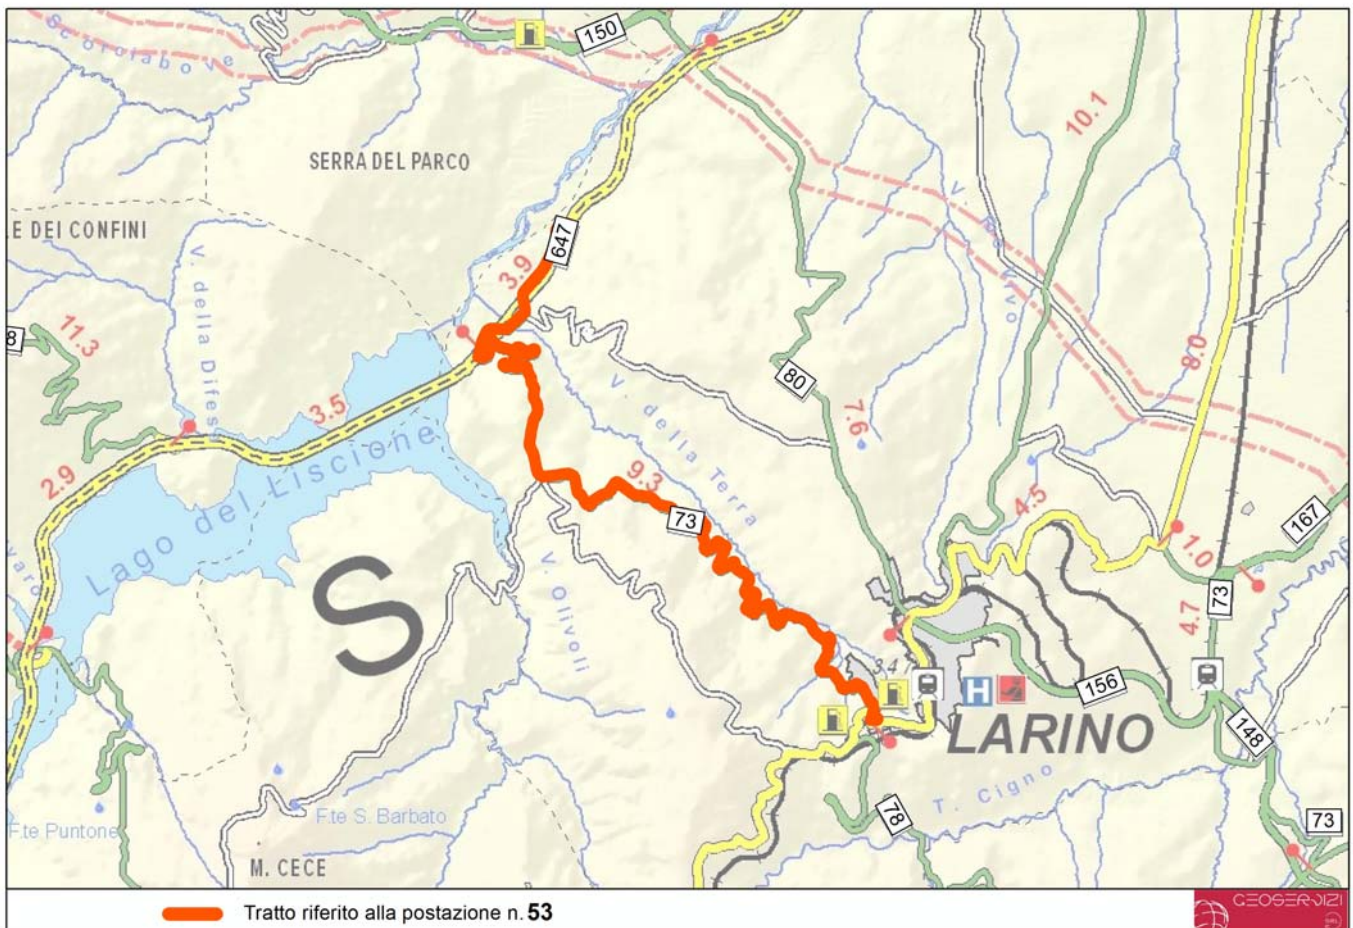 Scorciabove
150
SERRA DEL PARCO
10.1
LE DEI CONFINI
V. della Difesa
647
3.9
8
11.3
8.0
3.5
80
7.6
V. della Terra
2.9
Lago del Liscione
9.3
4.5
73
167
1.0
S
V. Olivoli
73
4.7
347
H
156
LARINO
148
T. Cigno
78
73
F.te Puntone
F.te S. Barbato
M. CECE
Tratto riferito alla postazione n. 53
GEOSERVIZI